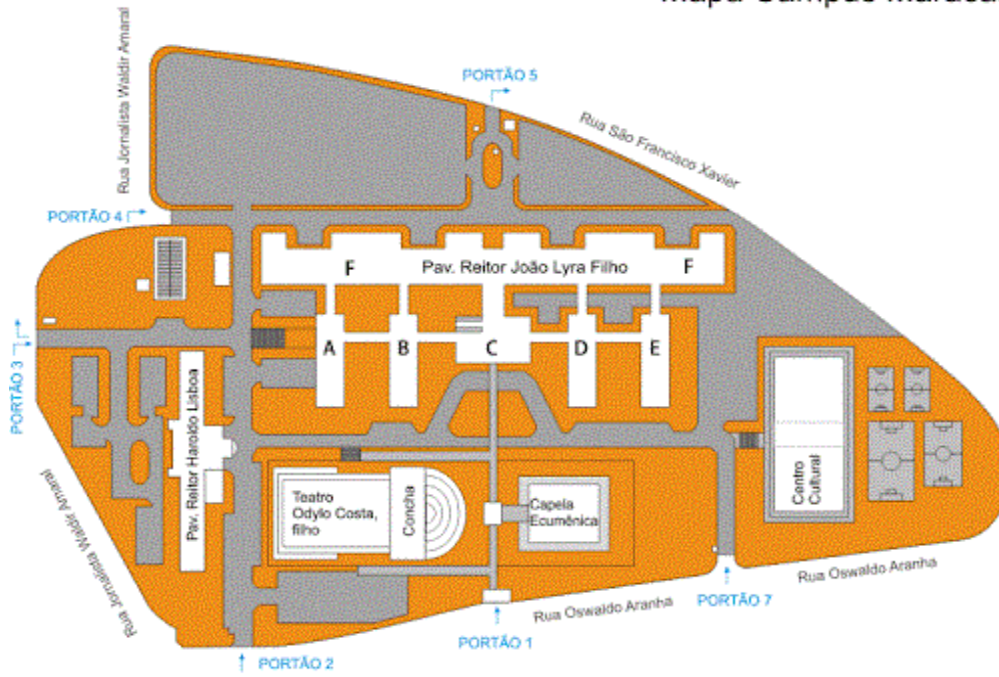 Mapa Campus Maraca
Rua Jornalista Waldir Amaral
PORTÃO 5
Rua São Francisco Xavier
PORTÃO 4
F
Pav. Reitor João Lyra Filho
F
PORTÃO 3
A
B
C
D
E
Pav. Reitor Haroldo Lisboa
Rua Jornalista Waldir Amaral
Teatro
Odylo Costa,
filho
Concha
Capela
Ecumênica
Centro
Cultural
Rua Oswaldo Aranha
Rua Oswaldo Aranha
PORTÃO 7
PORTÃO 1
PORTÃO 2